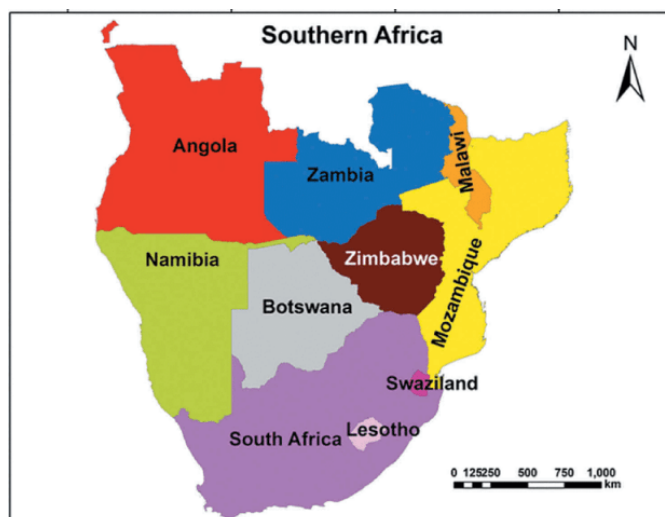 Southern Africa
N
Angola
Zambia
Malawi
Namibia
Zimbabwe
Mozambique
Botswana
Swaziland
South Africa
Lesotho
0 125250 500 750 1,000
km